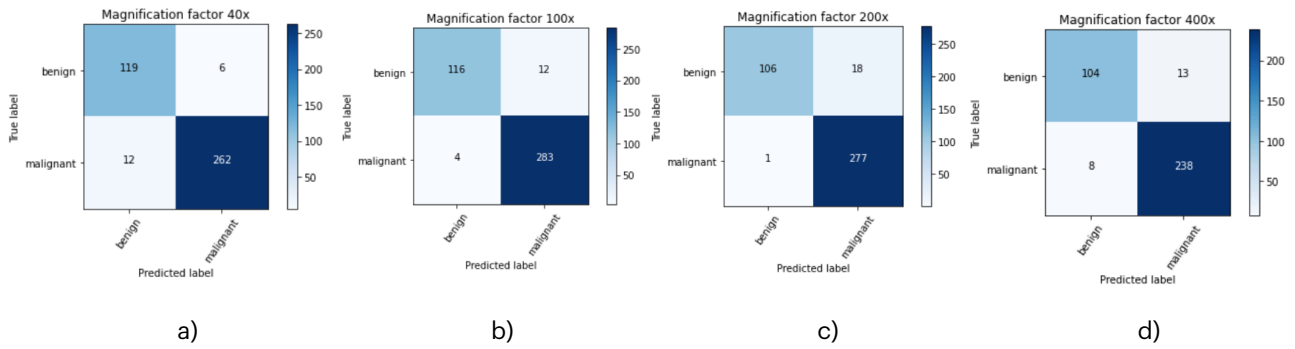 Magnification factor 40x
True label
benign
119
6
malignant
12
262
benign
malignant
Predicted label
250
200
150
100
50
a)
Magnification factor 100x
True label
benign
116
12
malignant
4
283
benign
malignant
Predicted label
250
200
150
100
50
b)
Magnification factor 200x
True label
benign
106
18
malignant
1
277
benign
malignant
Predicted label
250
200
150
100
50
c)
Magnification factor 400x
True label
benign
104
13
malignant
8
238
benign
malignant
Predicted label
200
150
100
50
d)